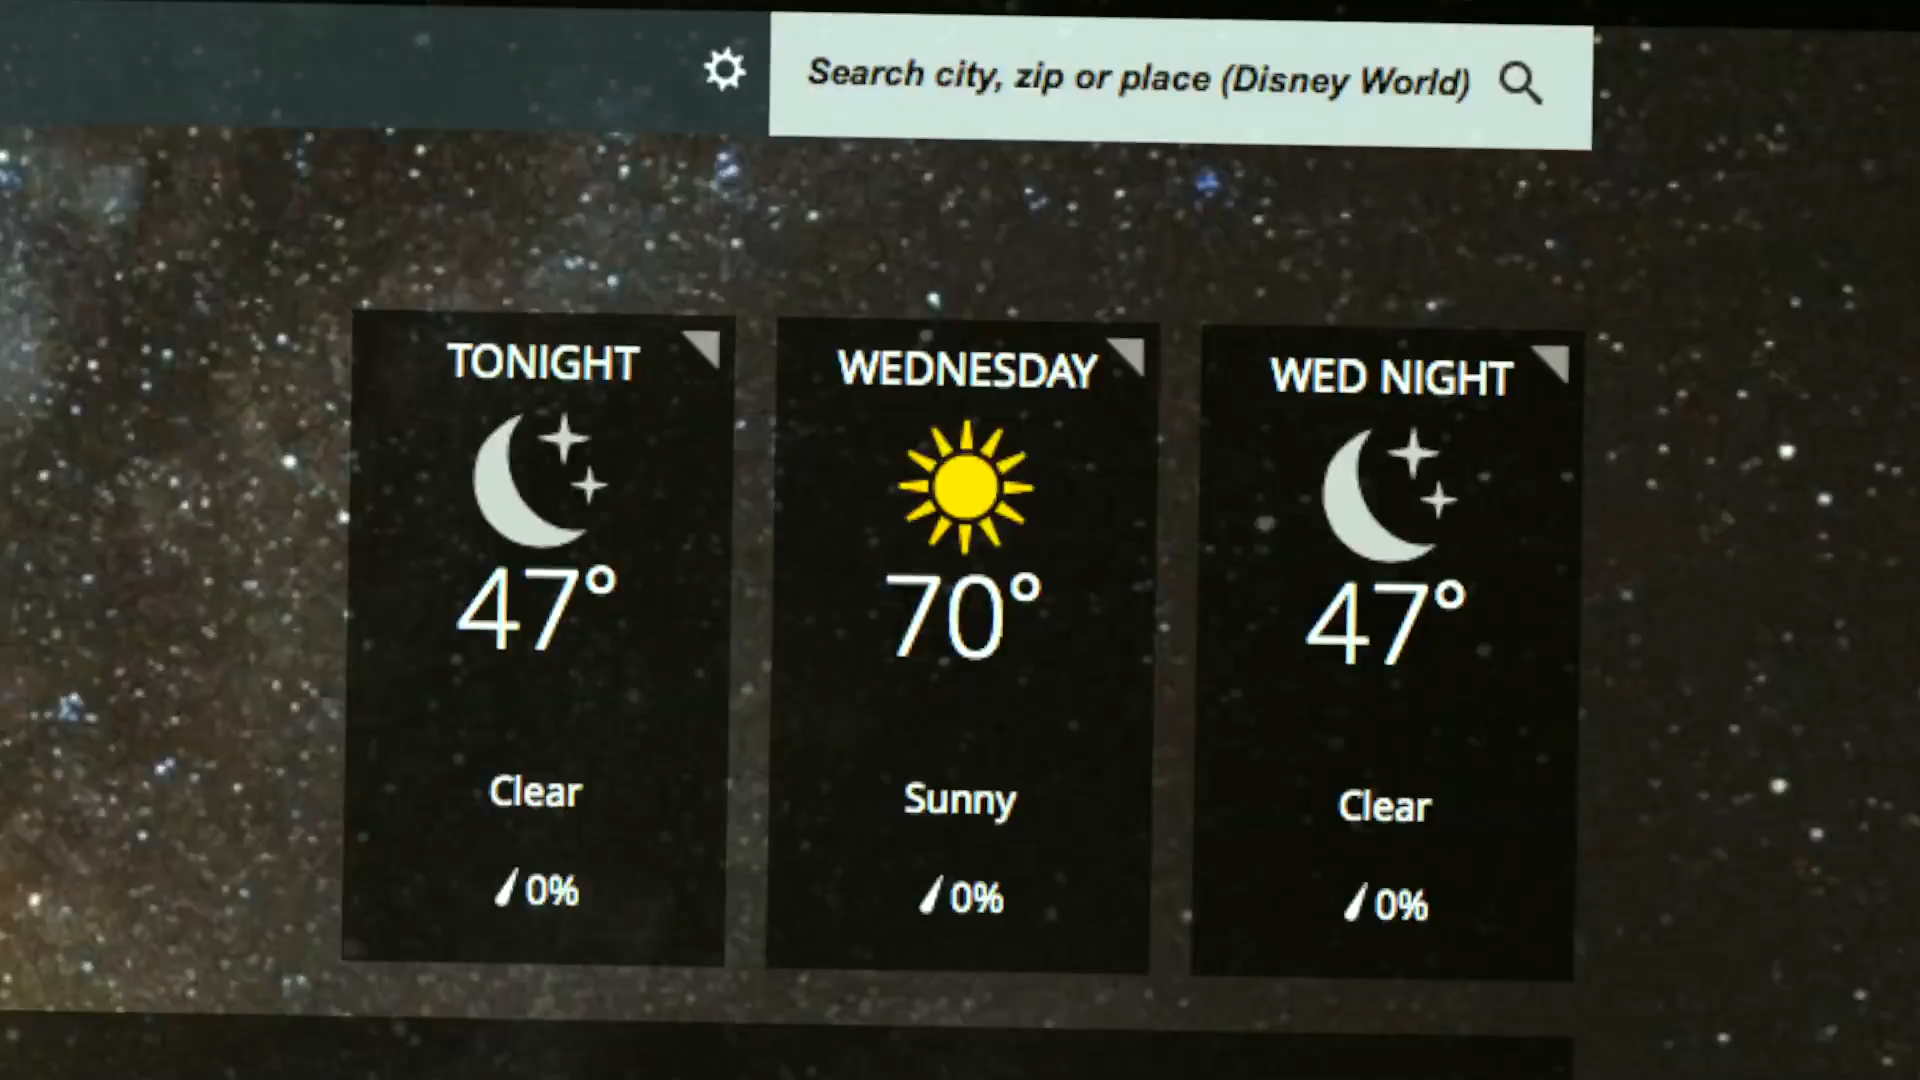 Search city, zip or place (Disney World)
TONIGHT
47°
Clear
0%
WEDNESDAY
70°
Sunny
0%
WED NIGHT
47°
Clear
0%